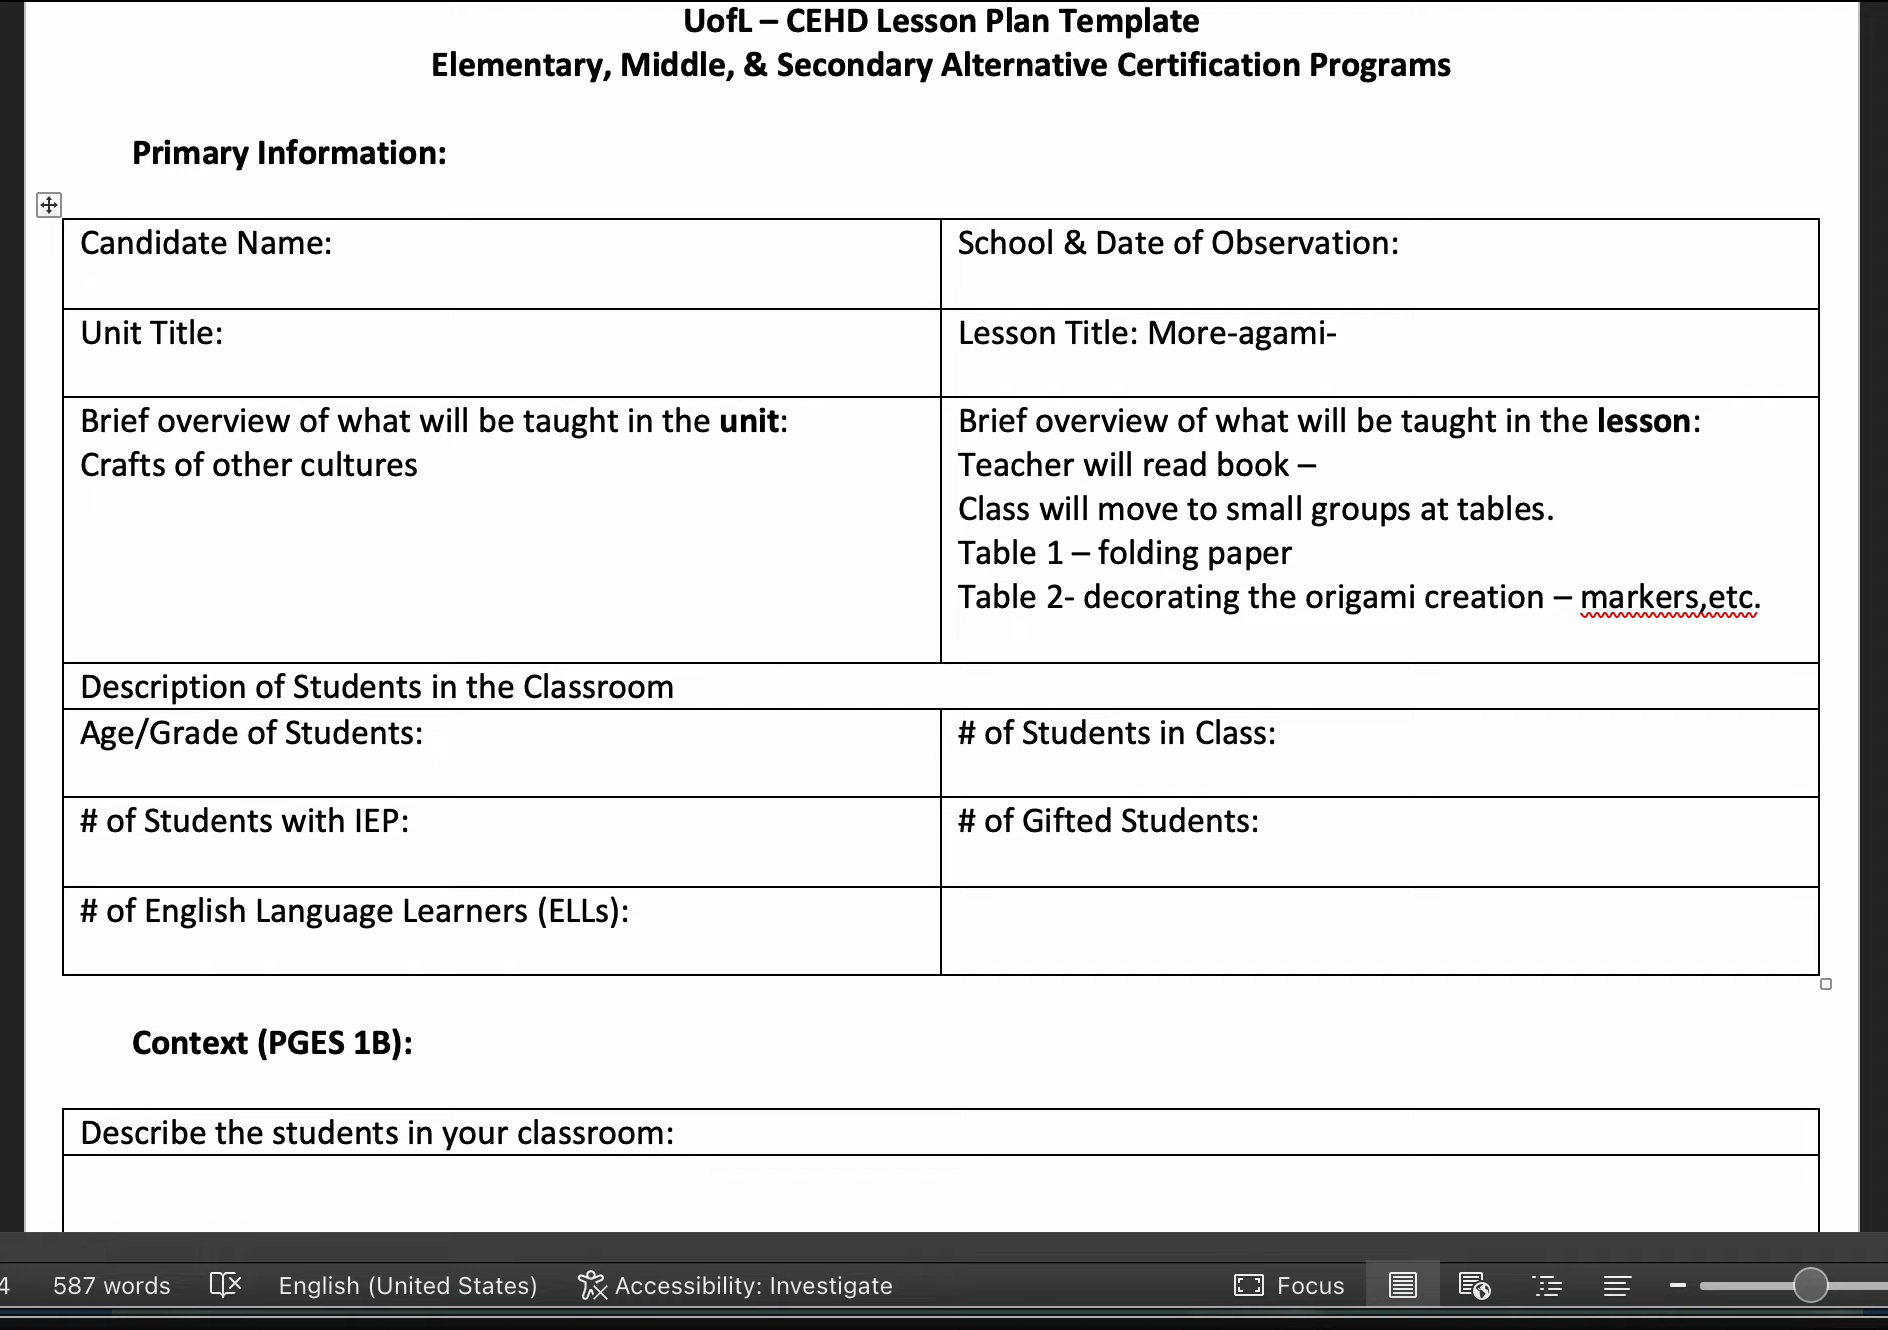 UofL – CEHD Lesson Plan Template
Elementary, Middle, & Secondary Alternative Certification Programs
Primary Information:
Candidate Name:
School & Date of Observation:
Unit Title:
Lesson Title: More-agami-
Brief overview of what will be taught in the unit:
Crafts of other cultures
Brief overview of what will be taught in the lesson:
Teacher will read book –
Class will move to small groups at tables.
Table 1 – folding paper
Table 2- decorating the origami creation – markers,etc.
Description of Students in the Classroom
Age/Grade of Students:
# of Students in Class:
# of Students with IEP:
# of Gifted Students:
# of English Language Learners (ELLs):
Context (PGES 1B):
Describe the students in your classroom:
4 587 words English (United States) Accessibility: Investigate Focus